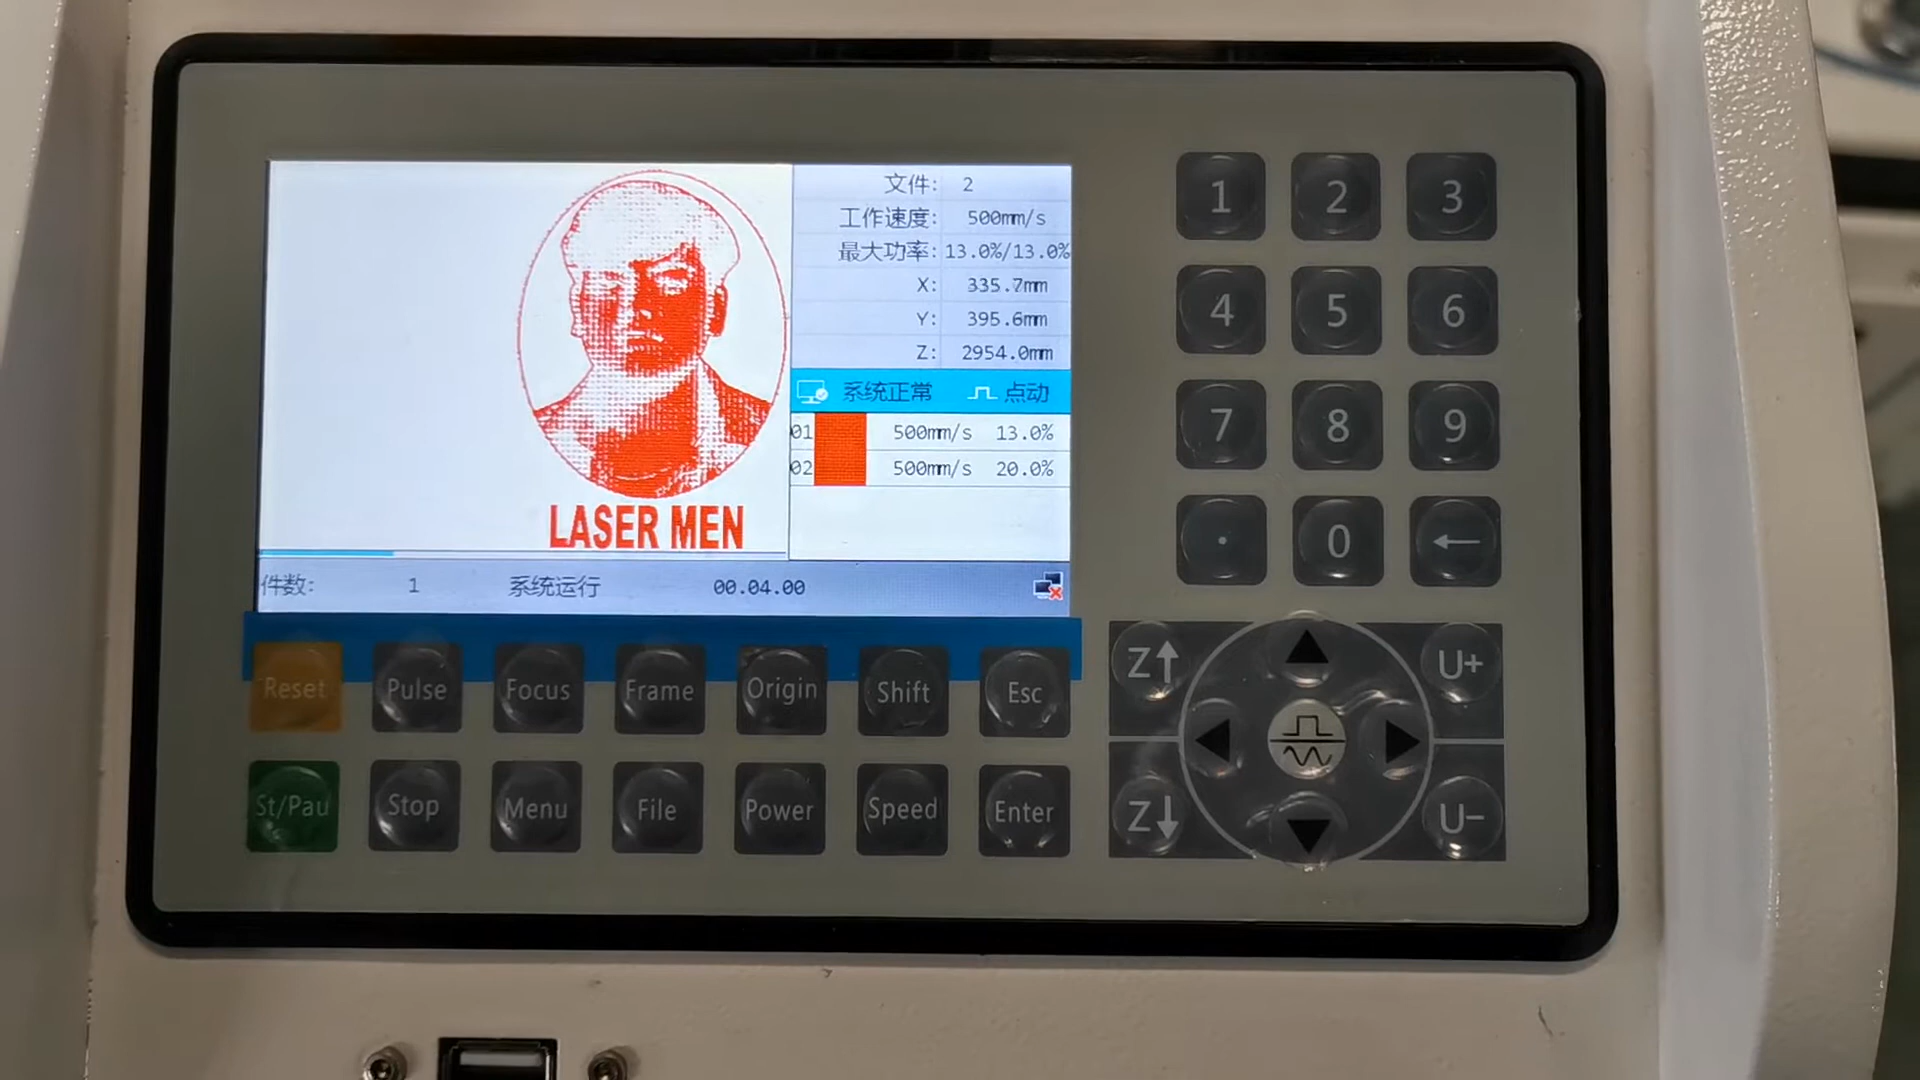 文件: 2
工作速度: 500mm/s
最大功率: 13.0%/13.0%
X: 335.7mm
Y: 395.6mm
Z: 2954.0mm
系统正常 点动
01 500mm/s 13.0%
02 500mm/s 20.0%
LASER MEN
件数: 1 系统运行 00.04.00
1 2 3
4 5 6
7 8 9
. 0 ←
Reset Pulse Focus Frame Origin Shift Esc
St/Pau Stop Menu File Power Speed Enter
Z↑ ▲ U+
◀ ▶
Z↓ ▼ U−